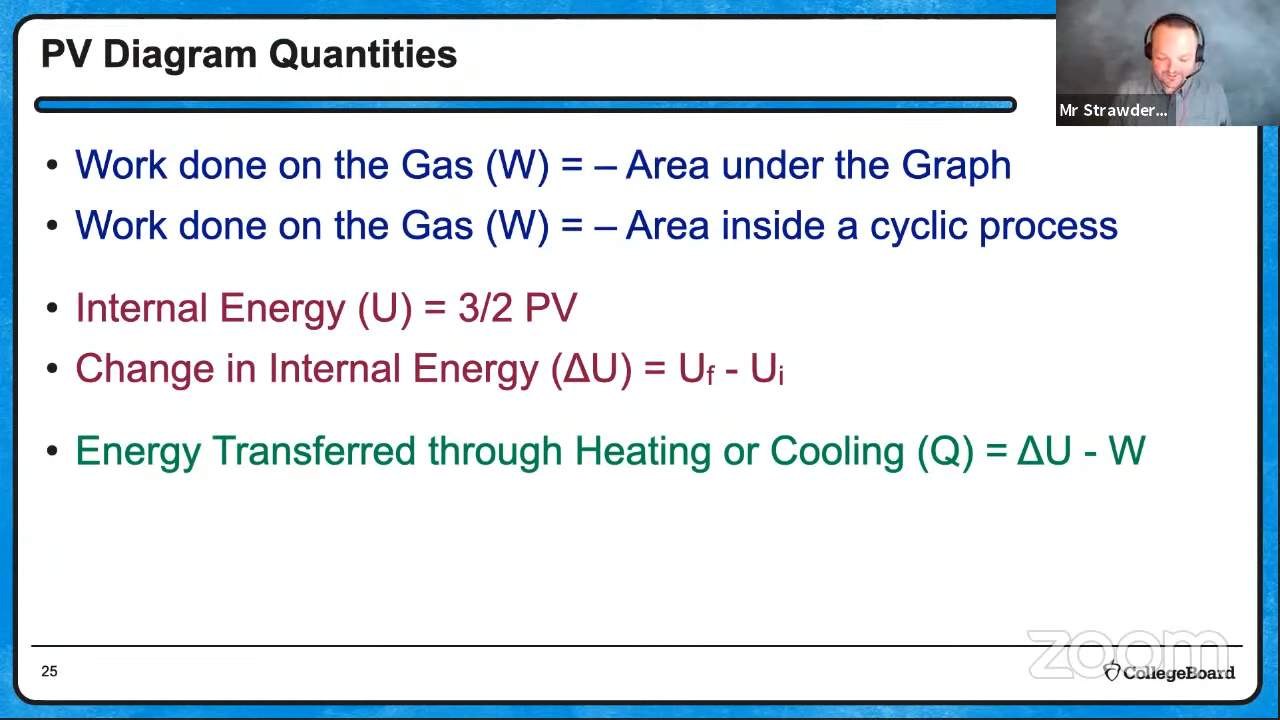 PV Diagram Quantities
Mr Strawder...
• Work done on the Gas (W) = – Area under the Graph
• Work done on the Gas (W) = – Area inside a cyclic process
• Internal Energy (U) = 3/2 PV
• Change in Internal Energy (ΔU) = Uf - Ui
• Energy Transferred through Heating or Cooling (Q) = ΔU - W
zoom
25
CollegeBoard